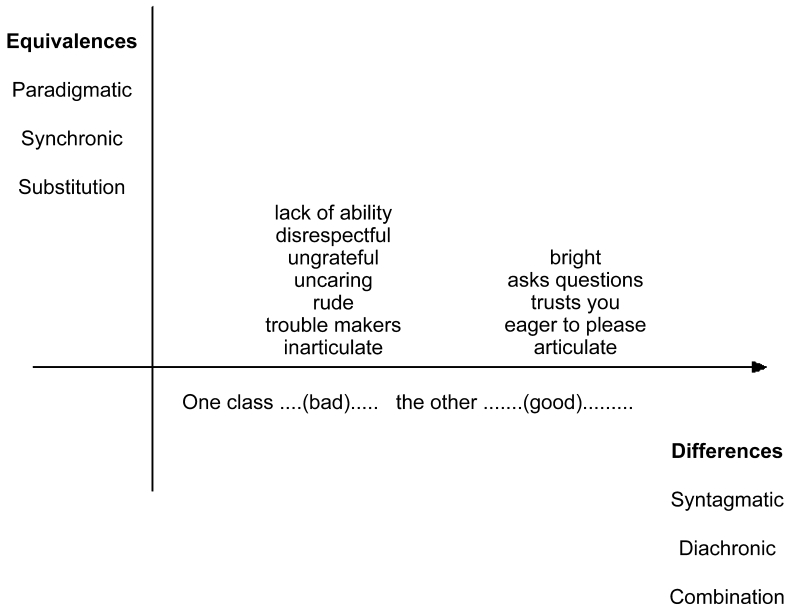 Equivalences
Paradigmatic
Synchronic
Substitution
lack of ability
disrespectful
ungrateful
uncaring
rude
trouble makers
inarticulate
bright
asks questions
trusts you
eager to please
articulate
One class ....(bad)..... the other .......(good).........
Differences
Syntagmatic
Diachronic
Combination